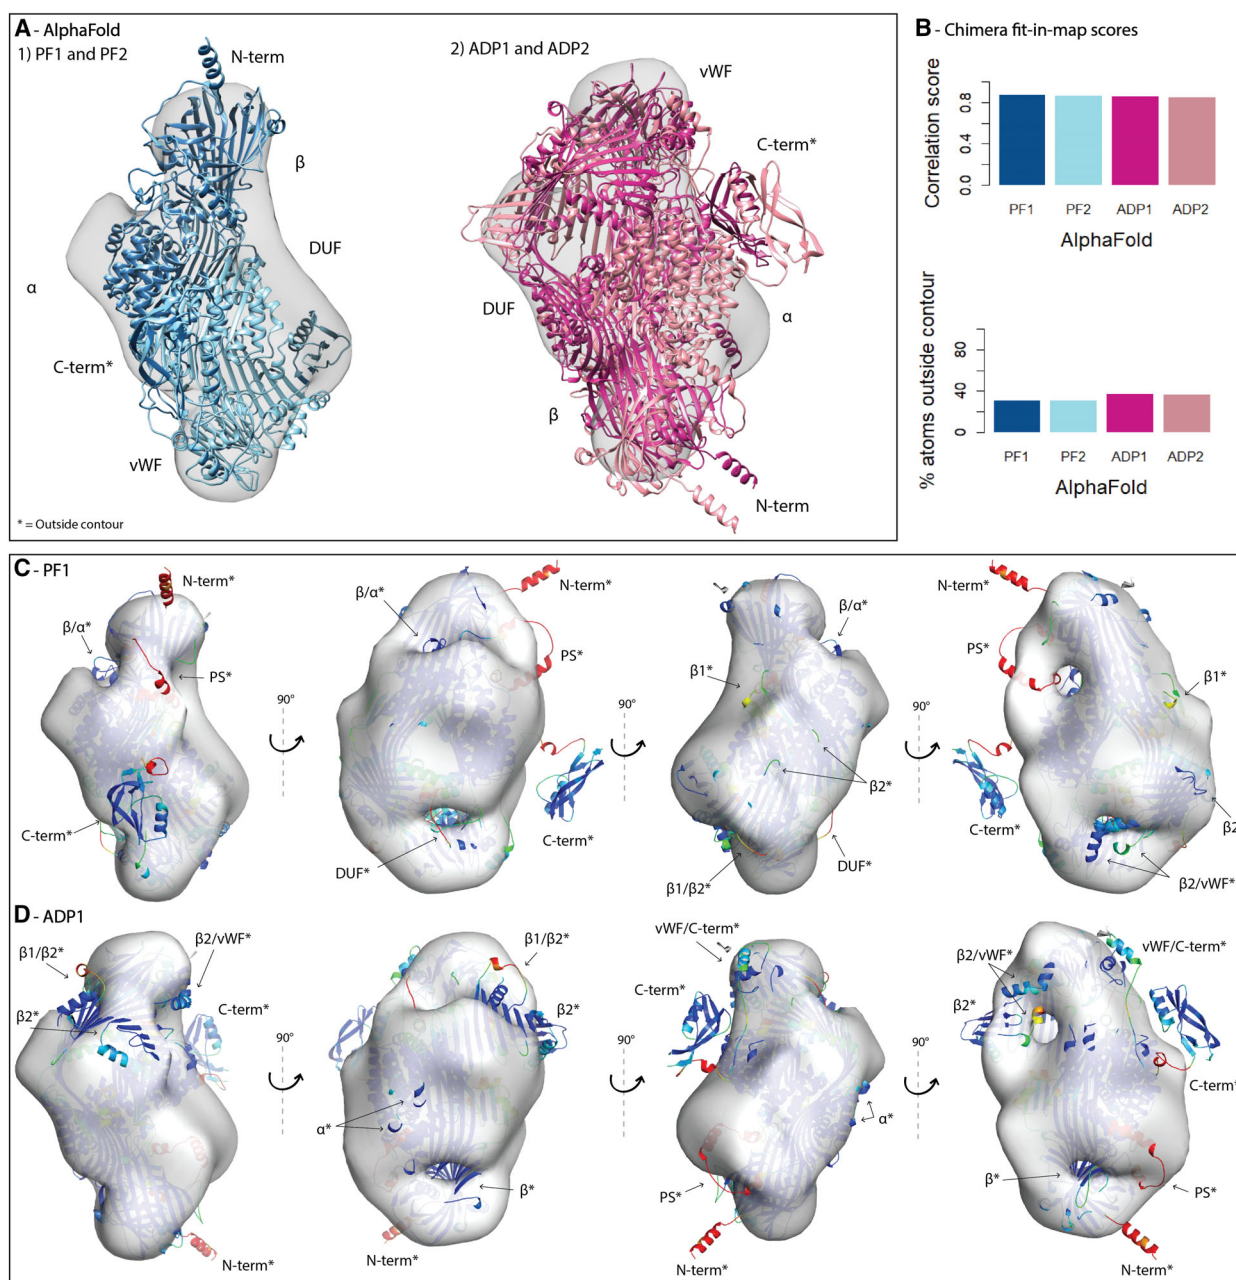 A - AlphaFold
1) PF1 and PF2
N-term
β
DUF
α
C-term*
vWF
* = Outside contour
2) ADP1 and ADP2
vWF
C-term*
DUF
α
β
N-term
B - Chimera fit-in-map scores
Correlation score
0.8
0.4
0.0
PF1 PF2 ADP1 ADP2
AlphaFold
% atoms outside contour
80
40
0
PF1 PF2 ADP1 ADP2
AlphaFold
C - PF1
N-term*
β/α*
PS*
C-term*
90°
β/α*
N-term*
PS*
C-term*
DUF*
90°
β/α*
β1*
β2*
DUF*
β1/β2*
90°
N-term*
PS*
β1*
C-term*
β2
β2/vWF*
D - ADP1
β1/β2*
β2/vWF*
β2*
C-term*
N-term*
90°
β1/β2*
β2*
α*
β*
N-term*
90°
vWF/C-term*
C-term*
α*
PS*
N-term*
90°
β2/vWF*
vWF/C-term*
β2*
C-term*
β*
PS*
N-term*